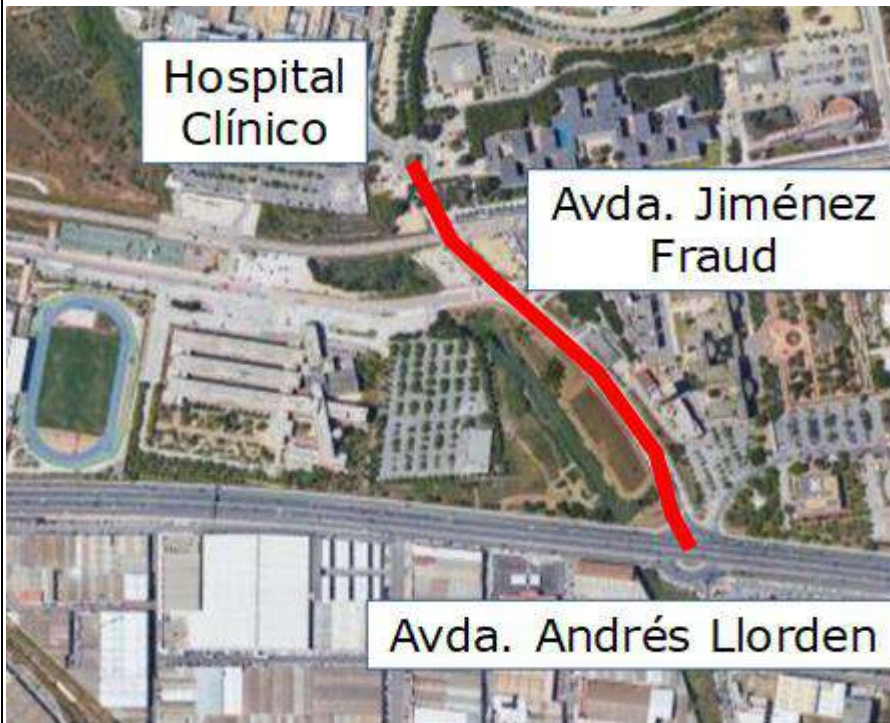 Hospital
Clínico
Avda. Jiménez
Fraud
Avda. Andrés Llorden